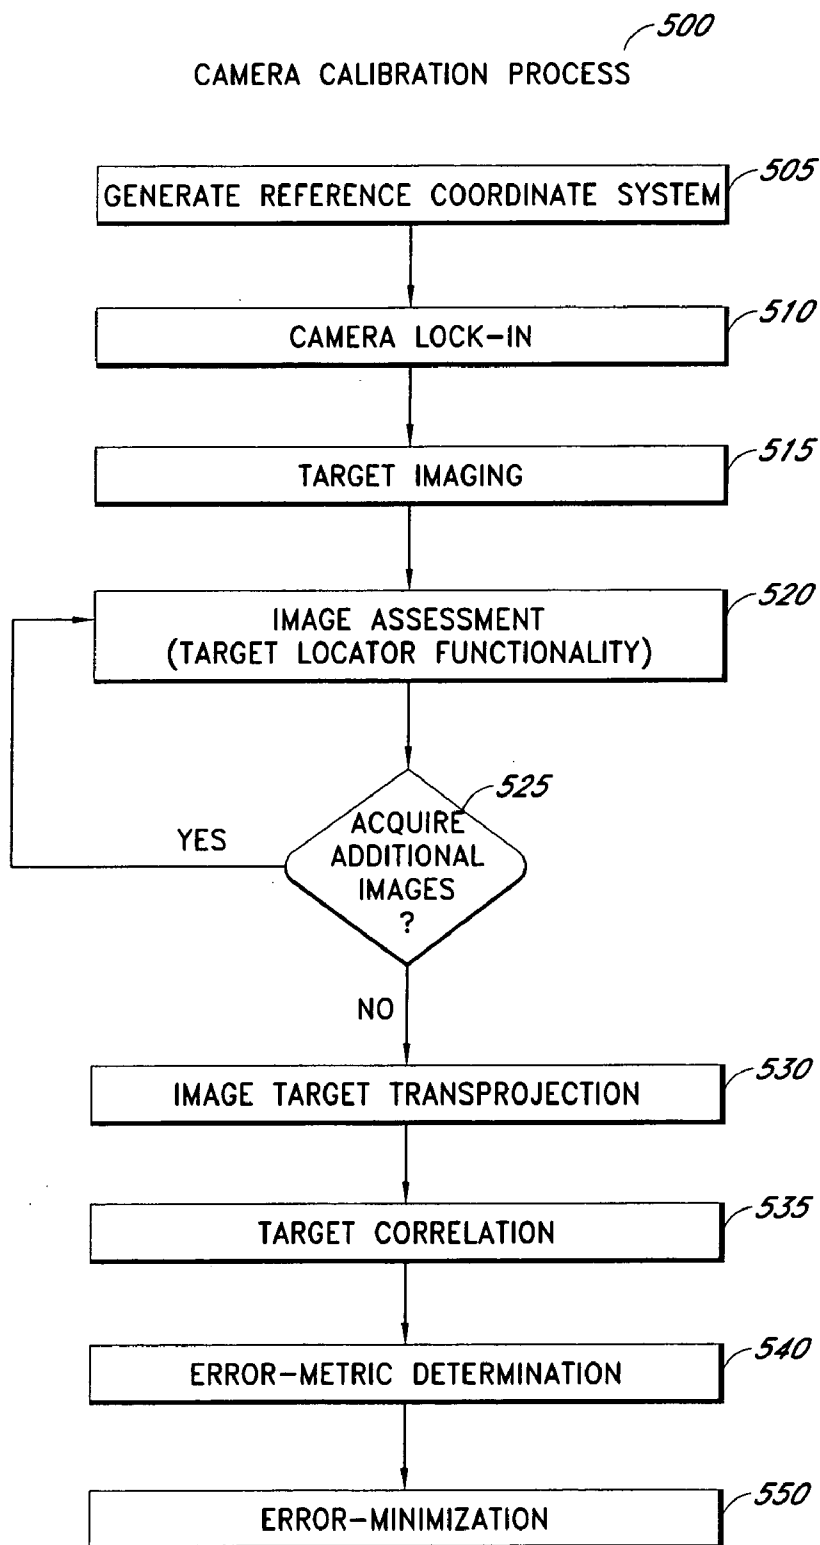 500
CAMERA CALIBRATION PROCESS
505
GENERATE REFERENCE COORDINATE SYSTEM
510
CAMERA LOCK-IN
515
TARGET IMAGING
520
IMAGE ASSESSMENT
(TARGET LOCATOR FUNCTIONALITY)
525
ACQUIRE
ADDITIONAL
IMAGES
?
YES
NO
530
IMAGE TARGET TRANSPROJECTION
535
TARGET CORRELATION
540
ERROR-METRIC DETERMINATION
550
ERROR-MINIMIZATION